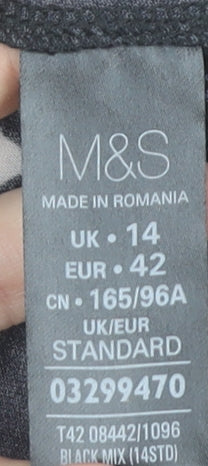 M&S
MADE IN ROMANIA
UK • 14
EUR • 42
CN • 165/96A
UK/EUR
STANDARD
03299470
T42 08442/1096
BLACK MIX (14STD)